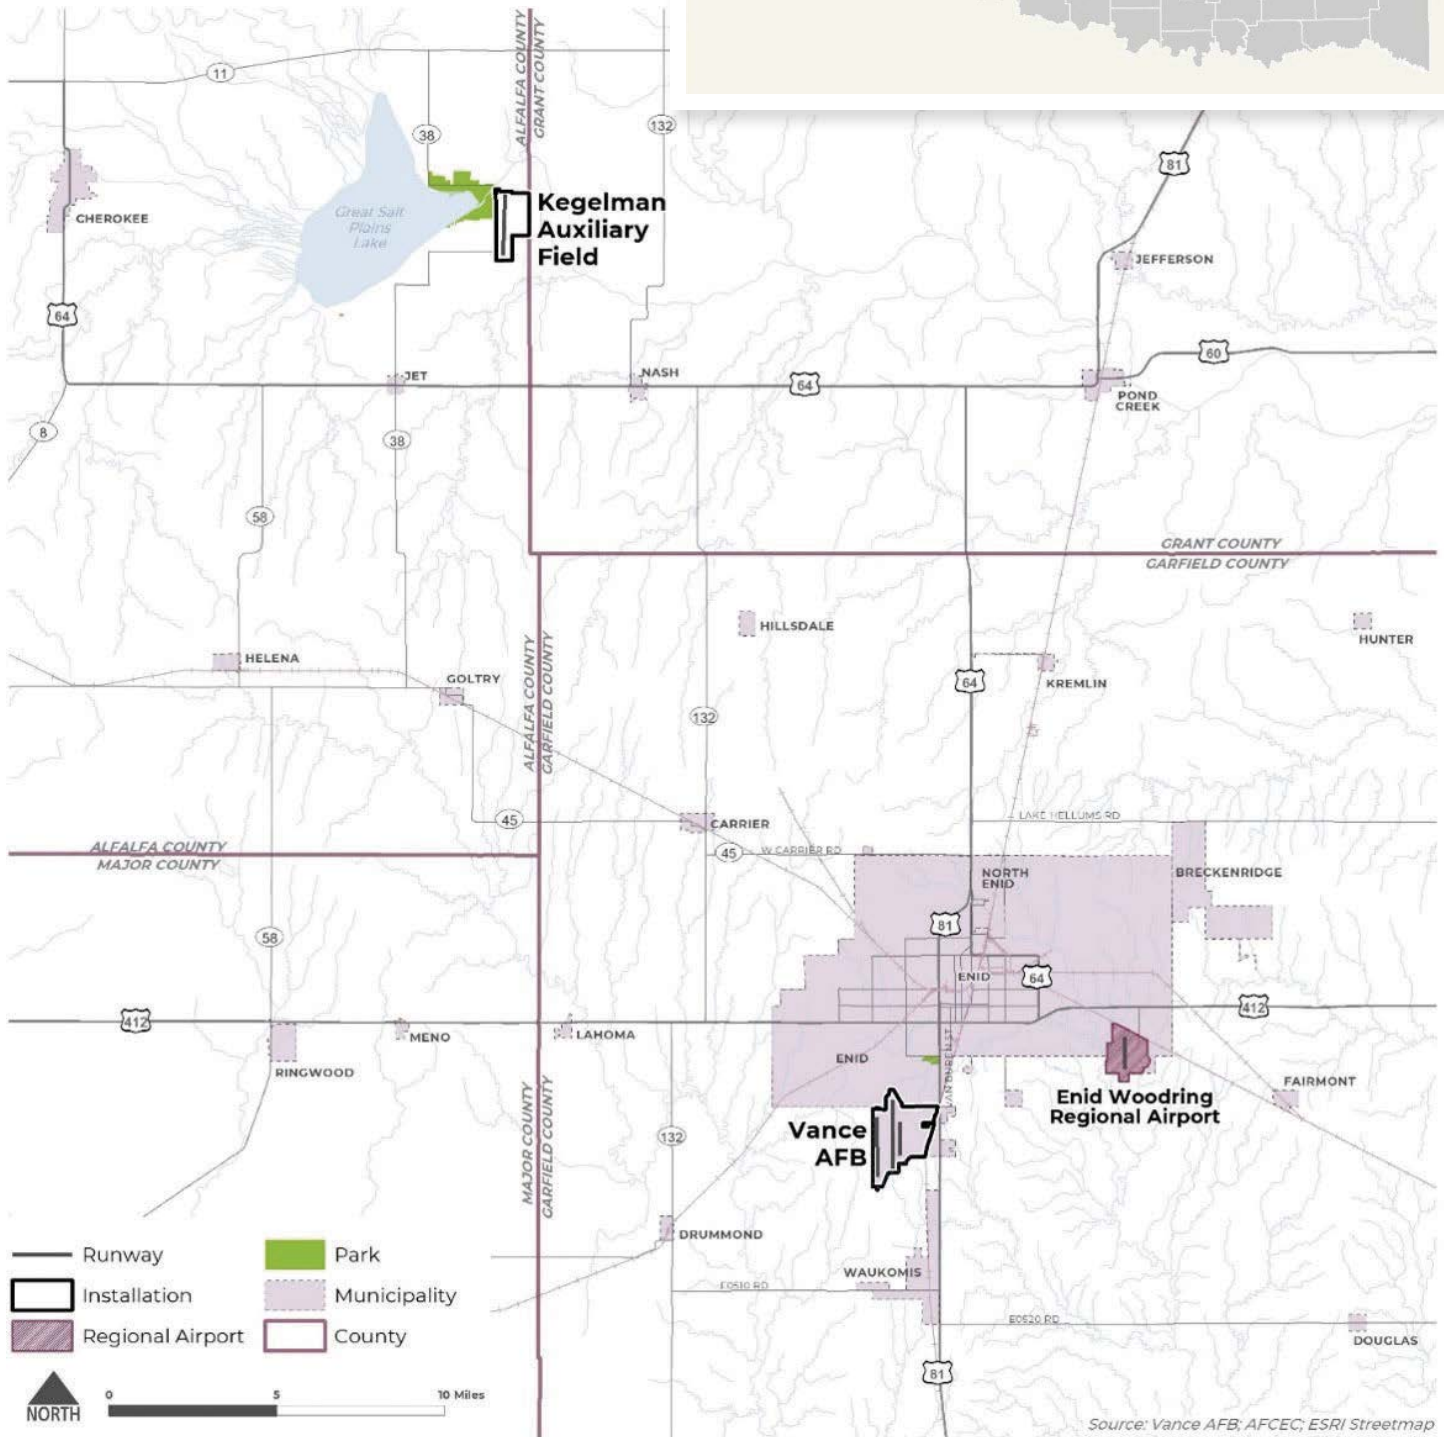 11
ALFALFA COUNTY
GRANT COUNTY
38
132
81
CHEROKEE
Great Salt
Plains
Lake
Kegelman
Auxiliary
Field
JEFFERSON
64
60
JET
NASH
64
POND
CREEK
8
38
58
GRANT COUNTY
GARFIELD COUNTY
HILLSDALE
HUNTER
HELENA
GOLTRY
ALFALFA COUNTY
GARFIELD COUNTY
64
KREMLIN
132
45
CARRIER
LAKE HELLUMS RD
ALFALFA COUNTY
MAJOR COUNTY
45
W CARRIER RD
NORTH
ENID
BRECKENRIDGE
58
81
ENID
64
412
412
MENO
LAHOMA
ENID
RINGWOOD
VAN BUREN ST
Enid Woodring
Regional Airport
FAIRMONT
Vance
AFB
132
MAJOR COUNTY
GARFIELD COUNTY
DRUMMOND
WAUKOMIS
E0510 RD
E0520 RD
DOUGLAS
81
Runway
Park
Installation
Municipality
Regional Airport
County
NORTH
0
5
10 Miles
Source: Vance AFB; AFCEC; ESRI Streetmap